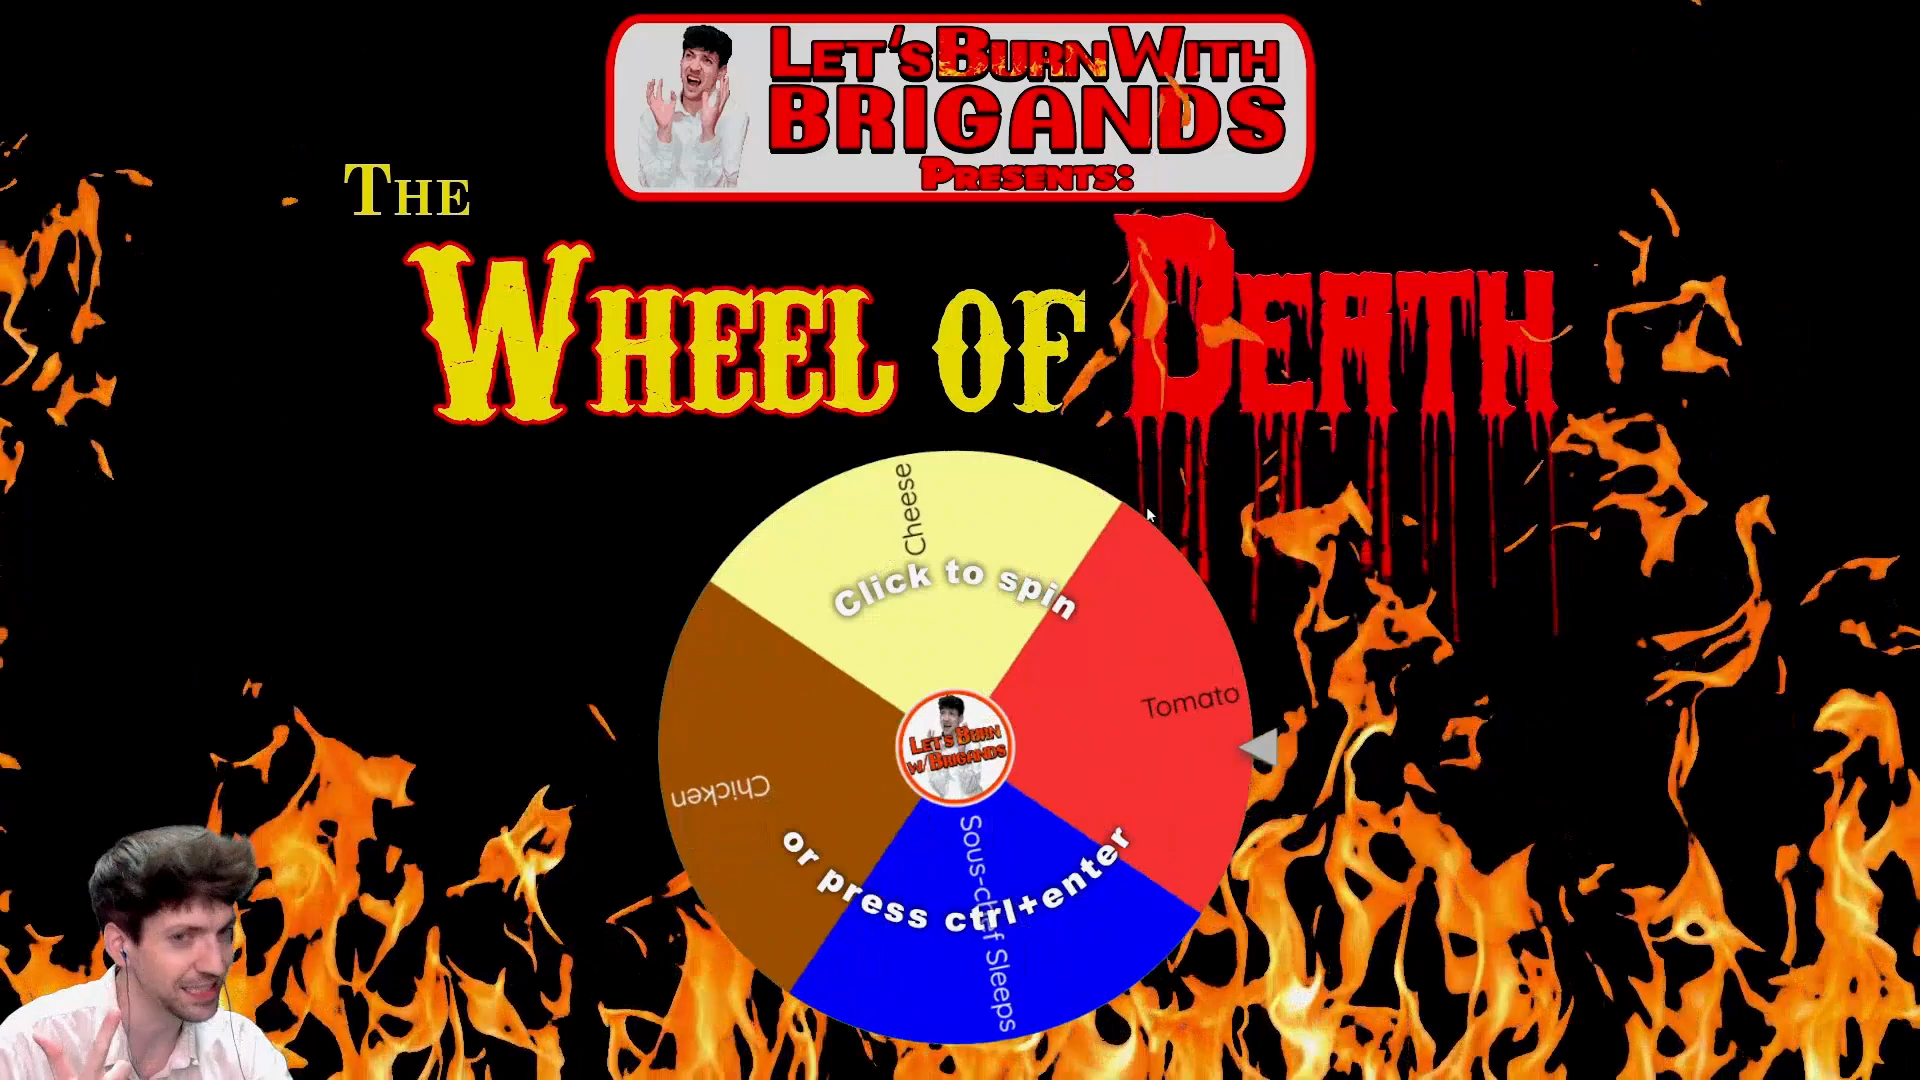 LET'S BURN WITH
BRIGANDS
PRESENTS:
THE
WHEEL OF DEATH
Cheese
Click to spin
Tomato
LET'S BURN
W/ BRIGANDS
Chicken
or press ctrl+enter
Sous-chef Sleeps